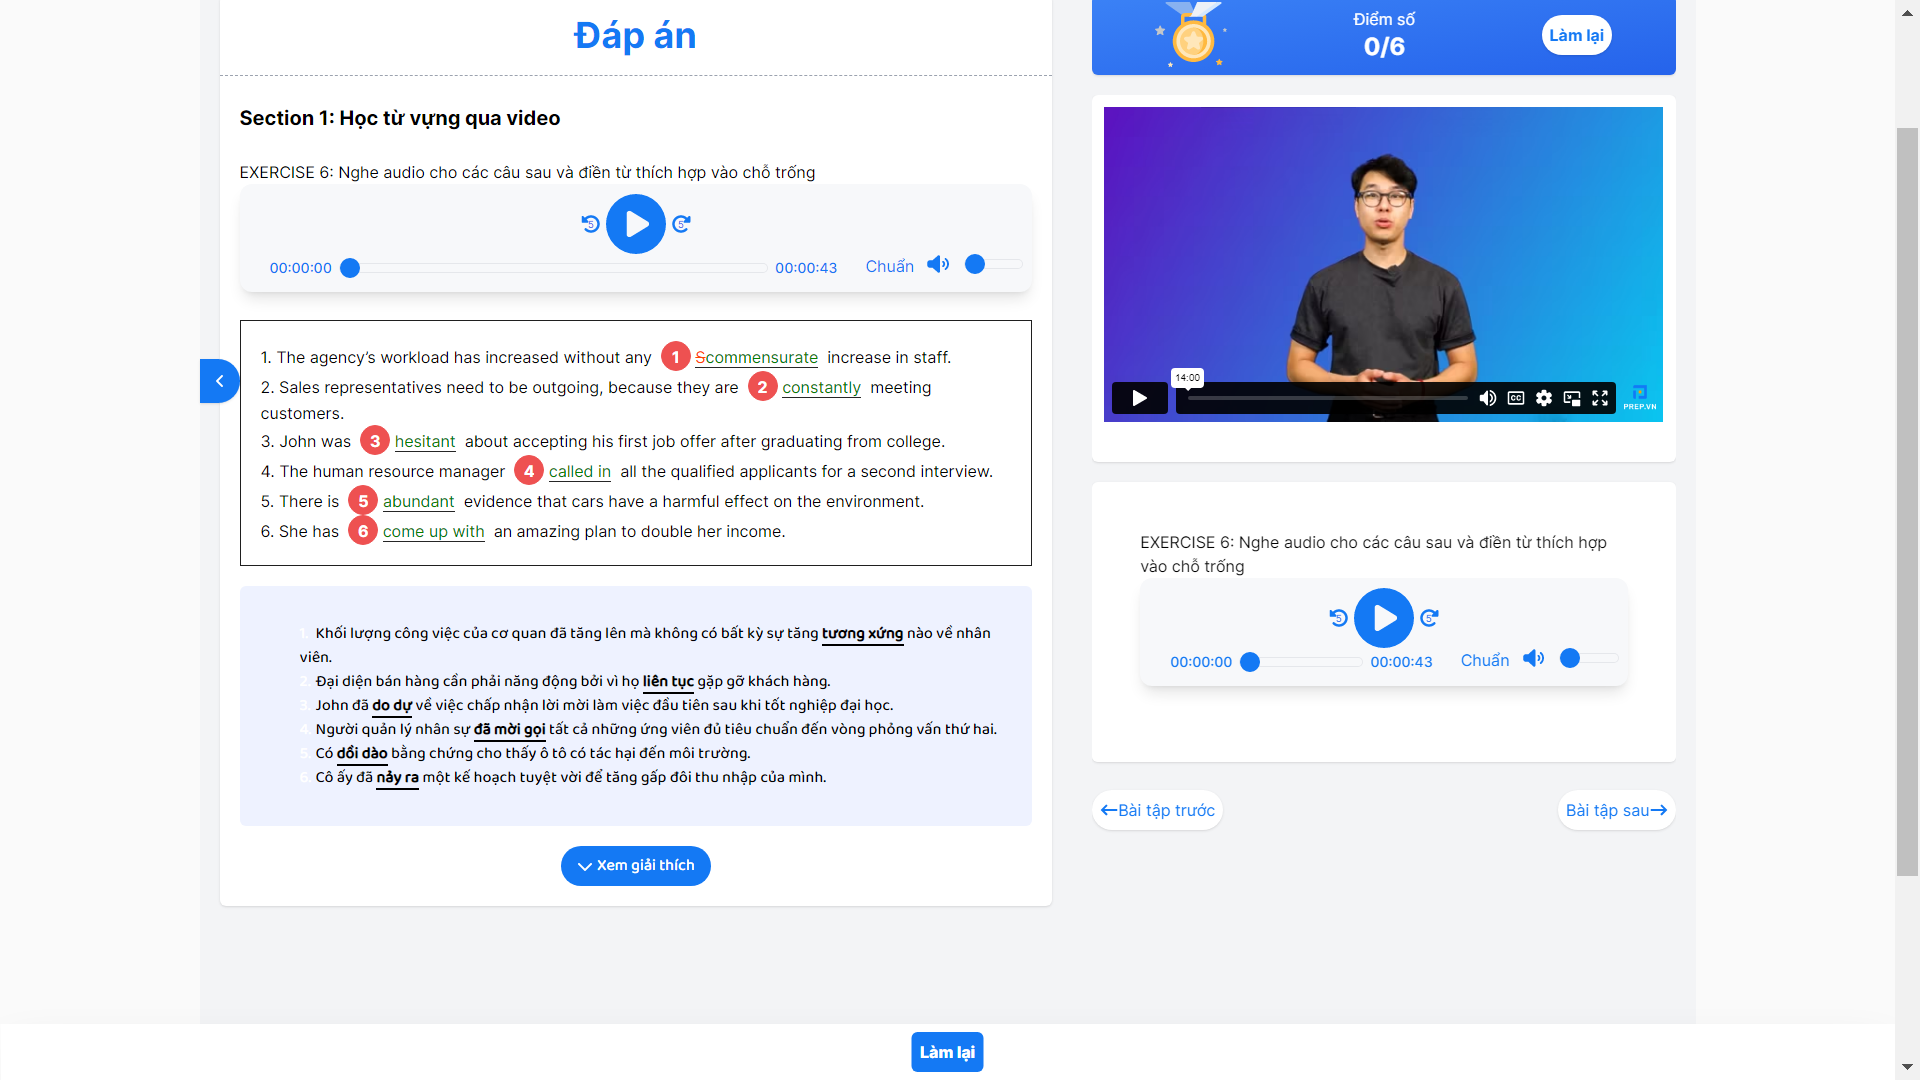 Đáp án
Section 1: Học từ vựng qua video
EXERCISE 6: Nghe audio cho các câu sau và điền từ thích hợp vào chỗ trống
5
5
00:00:00
00:00:43
Chuẩn
1. The agency’s workload has increased without any 1 Scommensurate increase in staff.
2. Sales representatives need to be outgoing, because they are 2 constantly meeting
customers.
3. John was 3 hesitant about accepting his first job offer after graduating from college.
4. The human resource manager 4 called in all the qualified applicants for a second interview.
5. There is 5 abundant evidence that cars have a harmful effect on the environment.
6. She has 6 come up with an amazing plan to double her income.
1. Khối lượng công việc của cơ quan đã tăng lên mà không có bất kỳ sự tăng tương xứng nào về nhân
viên.
2. Đại diện bán hàng cần phải năng động bởi vì họ liên tục gặp gỡ khách hàng.
3. John đã do dự về việc chấp nhận lời mời làm việc đầu tiên sau khi tốt nghiệp đại học.
4. Người quản lý nhân sự đã mời gọi tất cả những ứng viên đủ tiêu chuẩn đến vòng phỏng vấn thứ hai.
5. Có dồi dào bằng chứng cho thấy ô tô có tác hại đến môi trường.
6. Cô ấy đã nảy ra một kế hoạch tuyệt vời để tăng gấp đôi thu nhập của mình.
Xem giải thích
Điểm số
0/6
Làm lại
14:00
CC
PREP.VN
EXERCISE 6: Nghe audio cho các câu sau và điền từ thích hợp
vào chỗ trống
5
5
00:00:00
00:00:43
Chuẩn
Bài tập trước
Bài tập sau
Làm lại